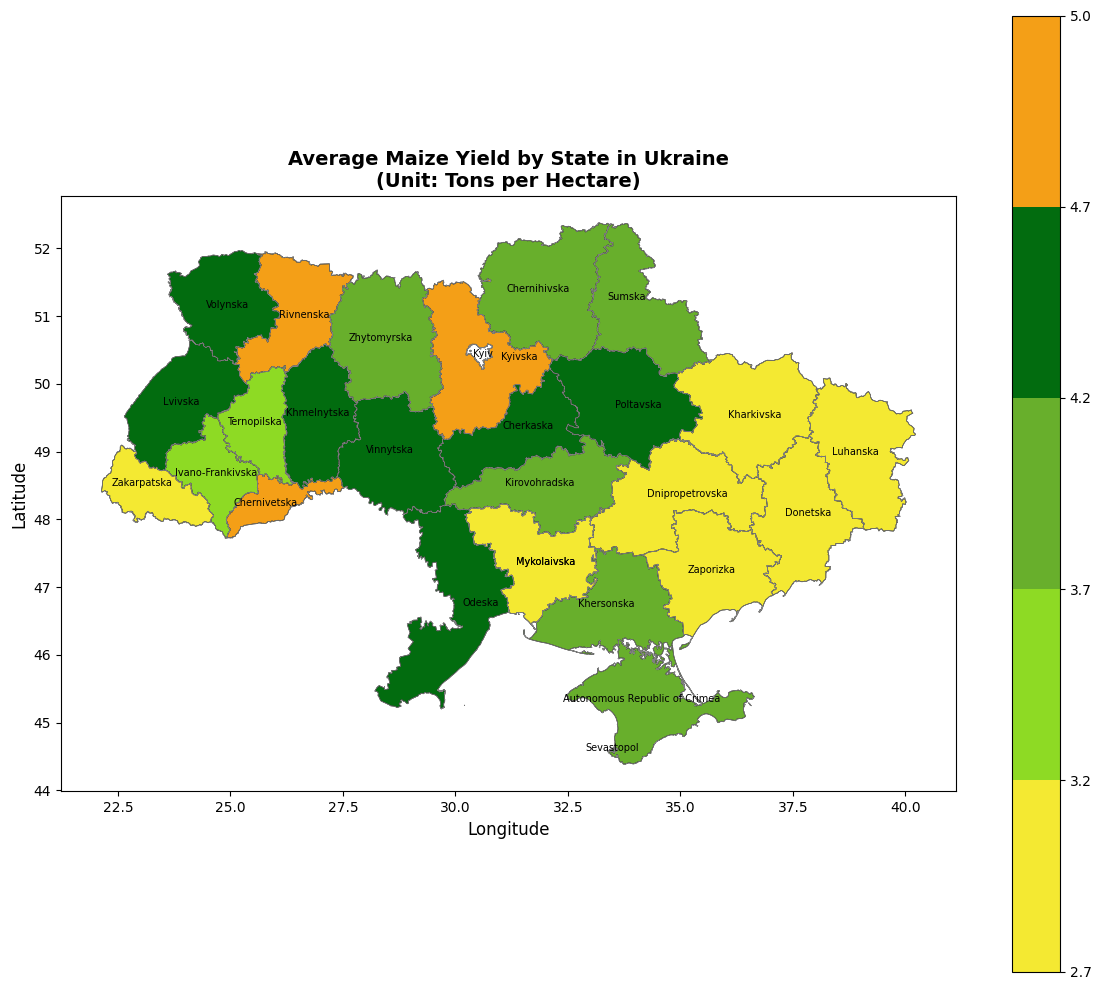 Average Maize Yield by State in Ukraine
(Unit: Tons per Hectare)
5.0
4.7
4.2
3.7
3.2
2.7
52
51
50
49
48
47
46
45
44
Latitude
Volynska
Rivnenska
Zhytomyrska
Chernihivska
Sumska
Kyiv
Kyivska
Lvivska
Ternopilska
Khmelnytska
Vinnytska
Cherkaska
Poltavska
Kharkivska
Luhanska
Zakarpatska
Ivano-Frankivska
Chernivetska
Kirovohradska
Dnipropetrovska
Donetska
Mykolaivska
Zaporizka
Odeska
Khersonska
Autonomous Republic of Crimea
Sevastopol
22.5 25.0 27.5 30.0 32.5 35.0 37.5 40.0
Longitude